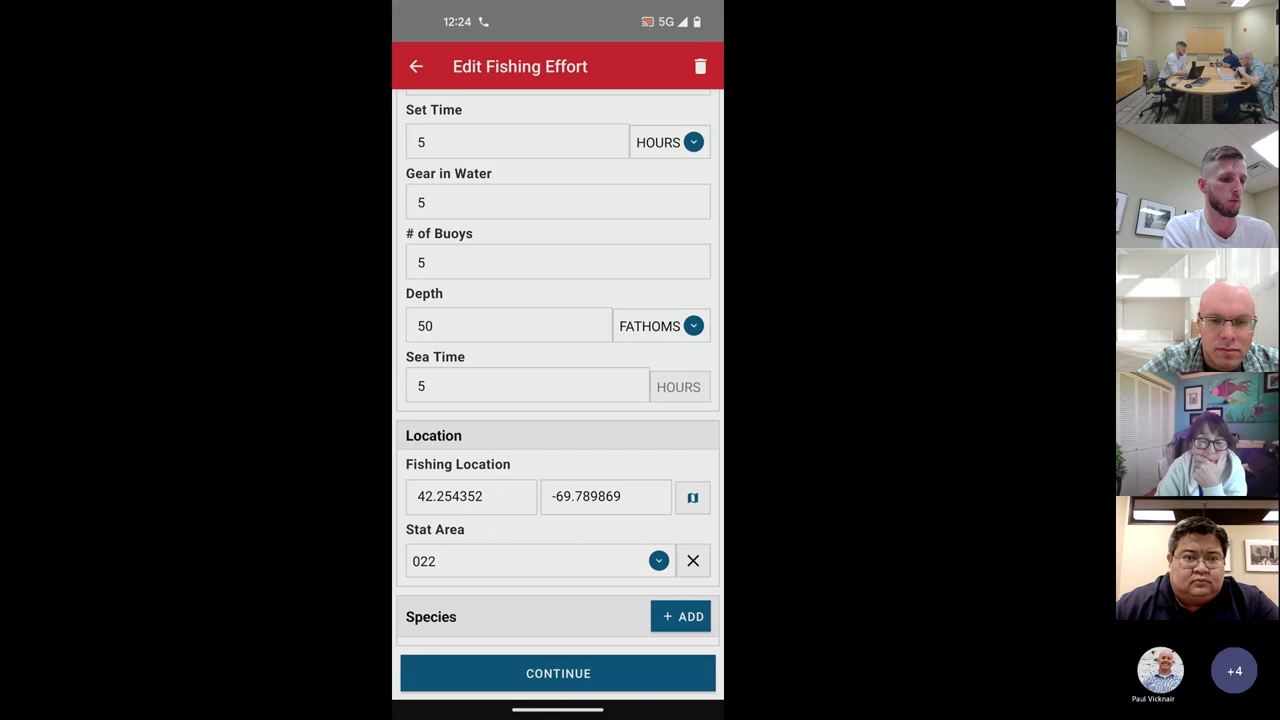 12:24
5G
Edit Fishing Effort
Set Time
5 HOURS
Gear in Water
5
# of Buoys
5
Depth
50 FATHOMS
Sea Time
5 HOURS
Location
Fishing Location
42.254352 -69.789869
Stat Area
022
Species + ADD
CONTINUE
Paul Vicknair
+4